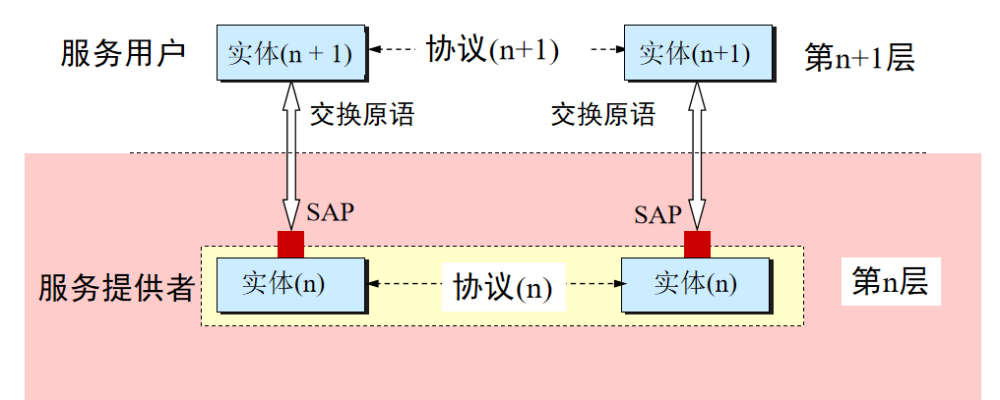 服务用户
实体(n + 1)
协议(n+1)
实体(n+1)
第n+1层
交换原语
交换原语
SAP
SAP
服务提供者
实体(n)
协议(n)
实体(n)
第n层